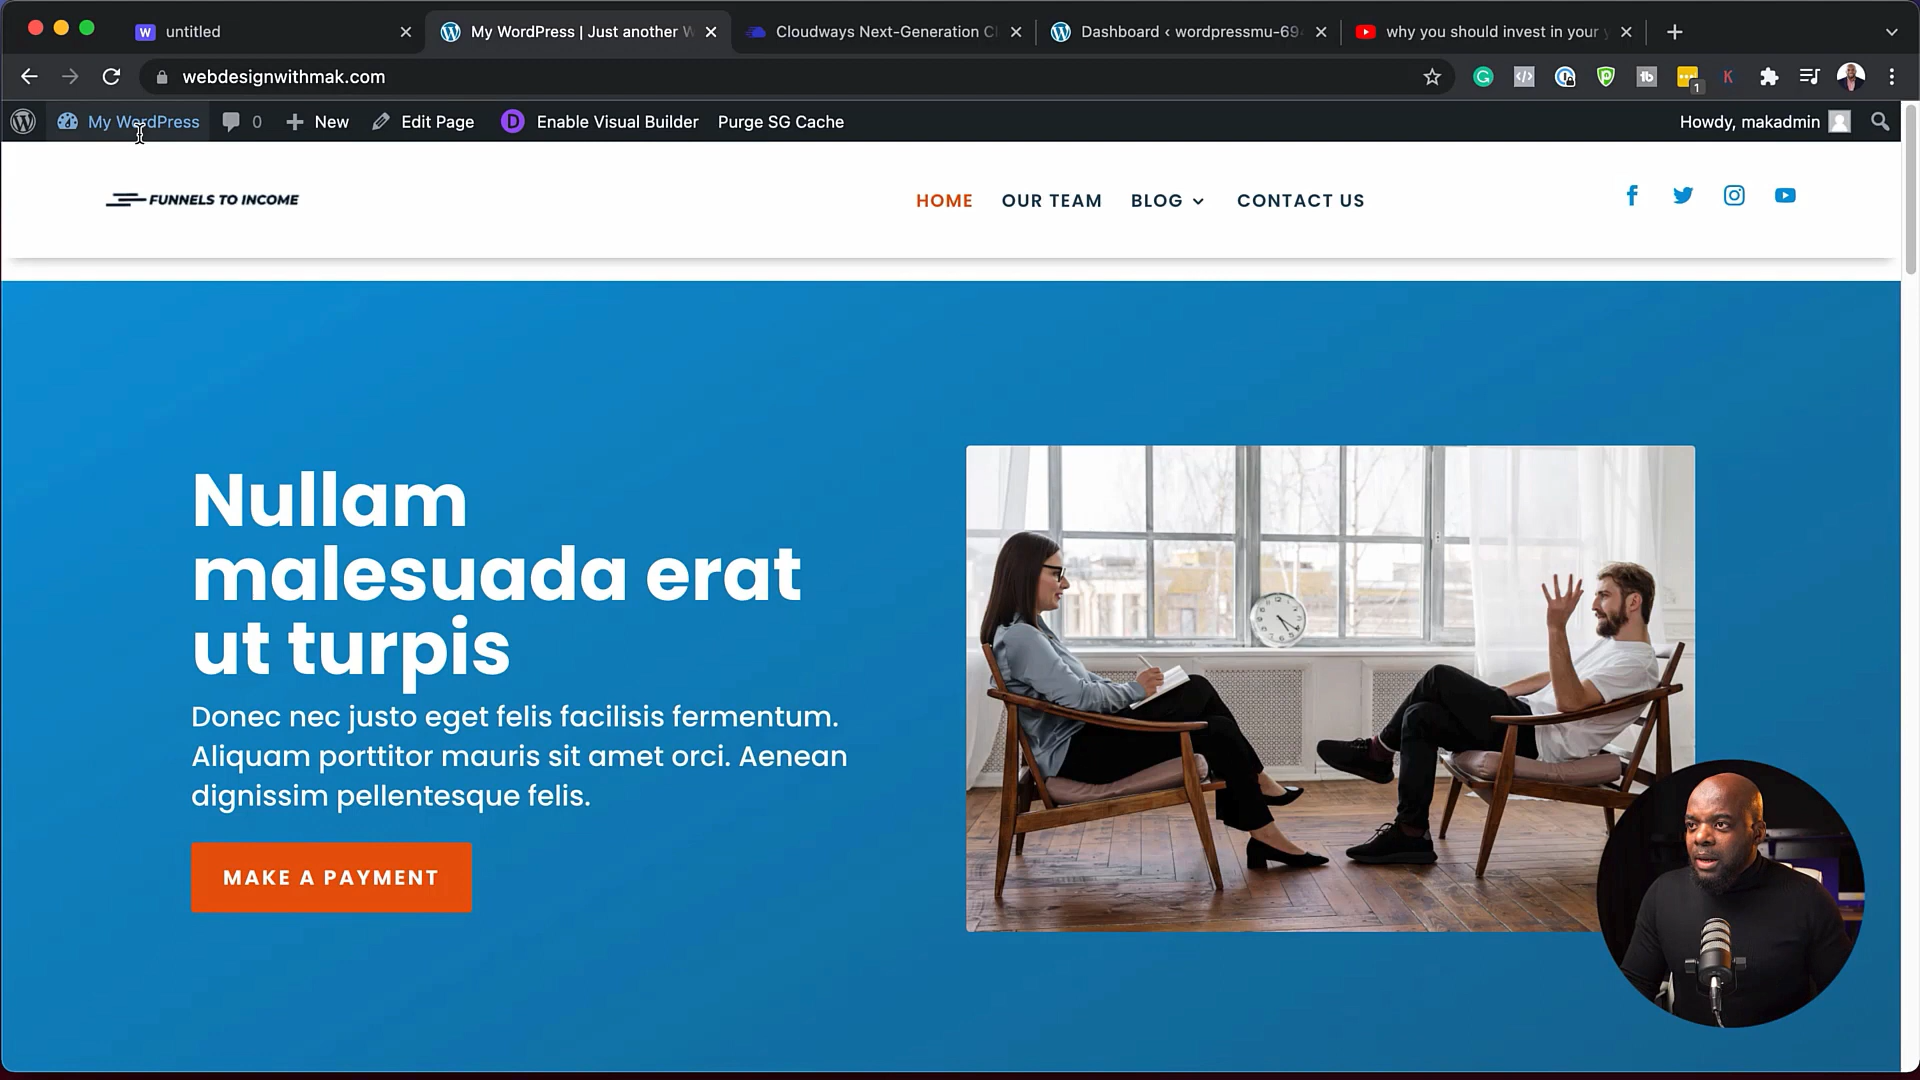 untitled
My WordPress | Just another W
Cloudways Next-Generation Cl
Dashboard ‹ wordpressmu-69
why you should invest in your y
webdesignwithmak.com
1
My WordPress
0
New
Edit Page
D
Enable Visual Builder
Purge SG Cache
Howdy, makadmin
FUNNELS TO INCOME
HOME
OUR TEAM
BLOG
CONTACT US
Nullam
malesuada erat
ut turpis
Donec nec justo eget felis facilisis fermentum.
Aliquam porttitor mauris sit amet orci. Aenean
dignissim pellentesque felis.
MAKE A PAYMENT